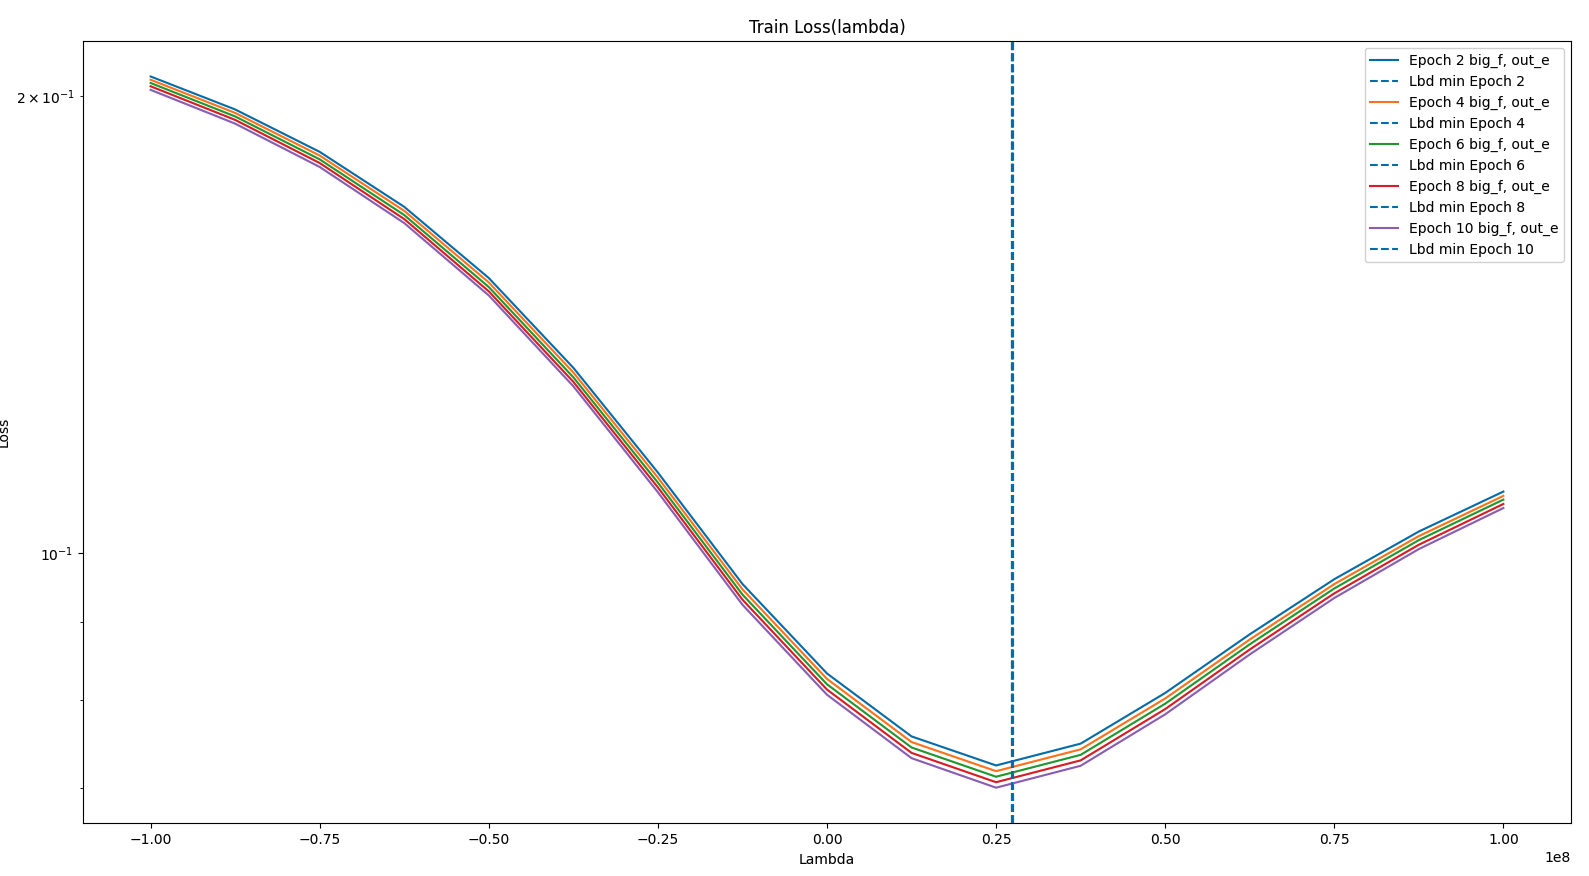 Train Loss(lambda)
Epoch 2 big_f, out_e
Lbd min Epoch 2
Epoch 4 big_f, out_e
Lbd min Epoch 4
Epoch 6 big_f, out_e
Lbd min Epoch 6
Epoch 8 big_f, out_e
Lbd min Epoch 8
Epoch 10 big_f, out_e
Lbd min Epoch 10
2 × 10⁻¹
10⁻¹
Loss
−1.00 −0.75 −0.50 −0.25 0.00 0.25 0.50 0.75 1.00
1e8
Lambda